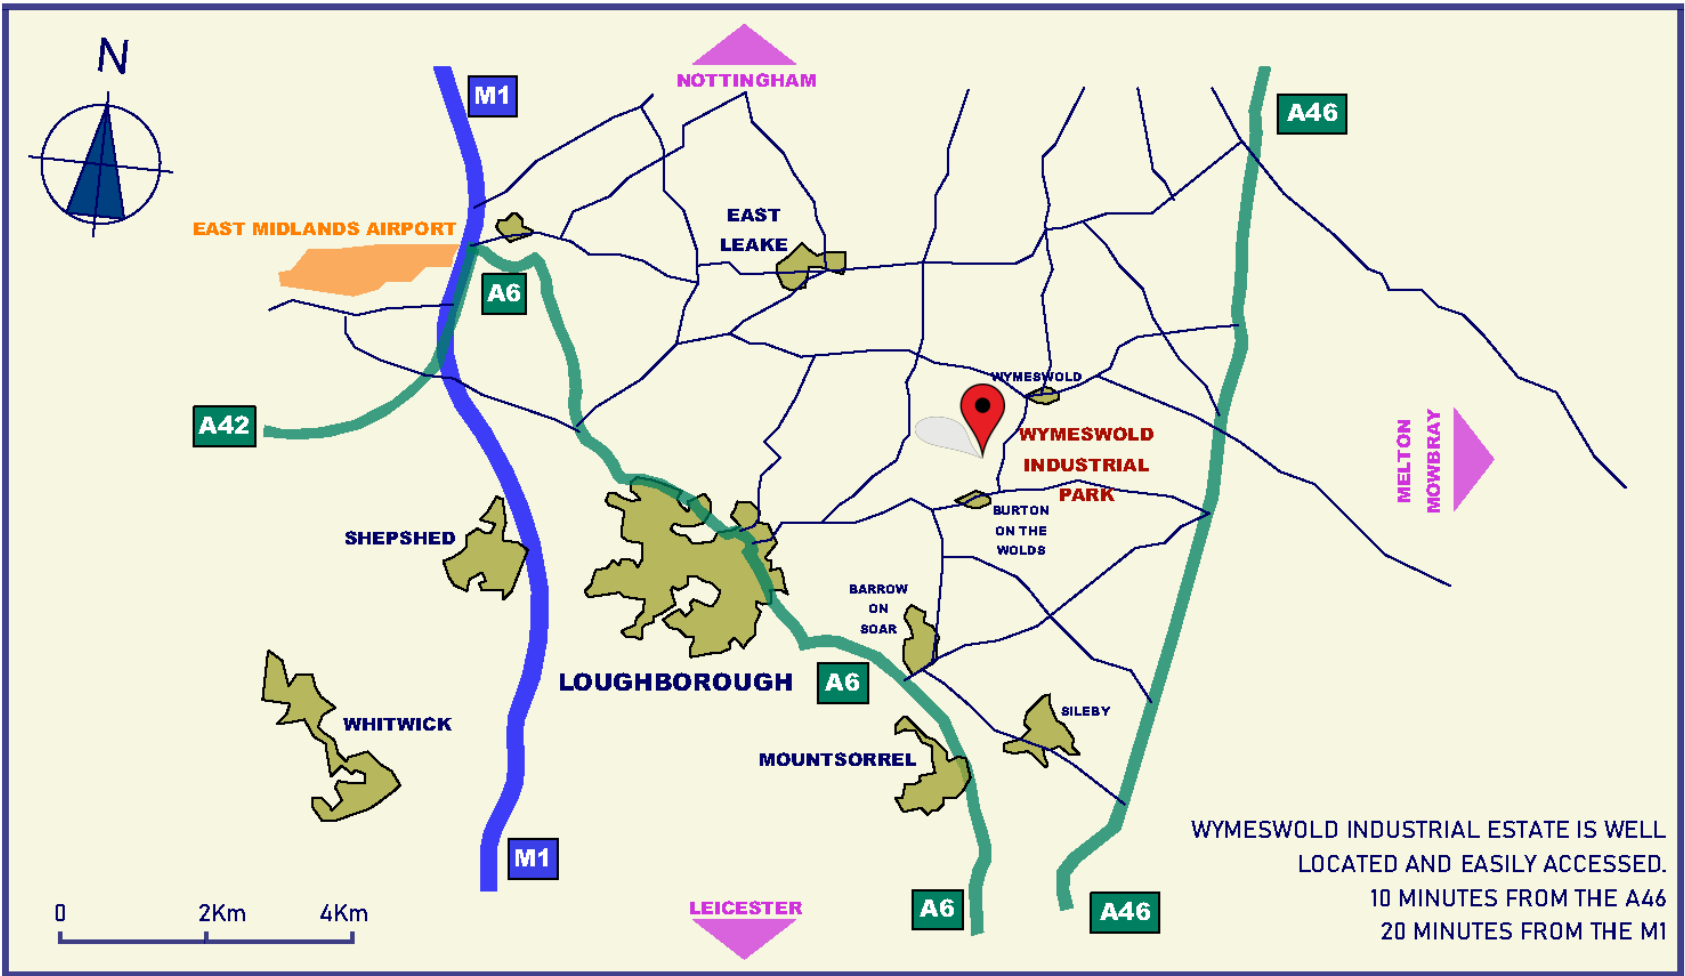 N
M1
NOTTINGHAM
A46
EAST MIDLANDS AIRPORT
EAST
LEAKE
A6
A42
WYMESWOLD
WYMESWOLD
INDUSTRIAL
PARK
MELTON
MOWBRAY
BURTON
ON THE
WOLDS
SHEPSHED
BARROW
ON
SOAR
LOUGHBOROUGH
A6
SILEBY
WHITWICK
MOUNTSORREL
M1
LEICESTER
A6
A46
0
2Km
4Km
WYMESWOLD INDUSTRIAL ESTATE IS WELL
LOCATED AND EASILY ACCESSED.
10 MINUTES FROM THE A46
20 MINUTES FROM THE M1